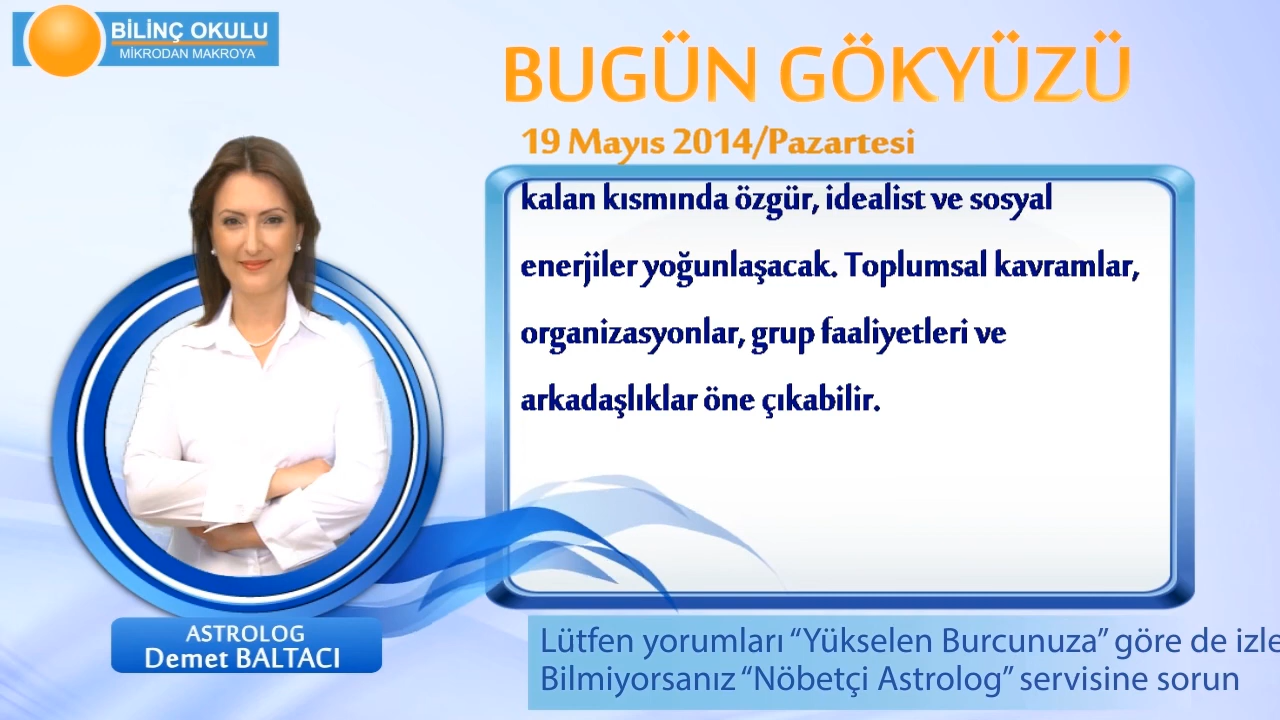 BİLİNÇ OKULU
MİKRODAN MAKROYA
BUGÜN GÖKYÜZÜ
19 Mayıs 2014/Pazartesi
kalan kısmında özgür, idealist ve sosyal
enerjiler yoğunlaşacak. Toplumsal kavramlar,
organizasyonlar, grup faaliyetleri ve
arkadaşlıklar öne çıkabilir.
ASTROLOG
Demet BALTACI
Lütfen yorumları “Yükselen Burcunuza” göre de izle
Bilmiyorsanız “Nöbetçi Astrolog” servisine sorun